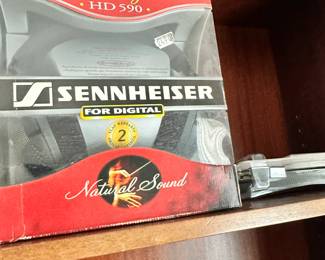 HD 590
SENNHEISER
FOR DIGITAL
2
Natural Sound